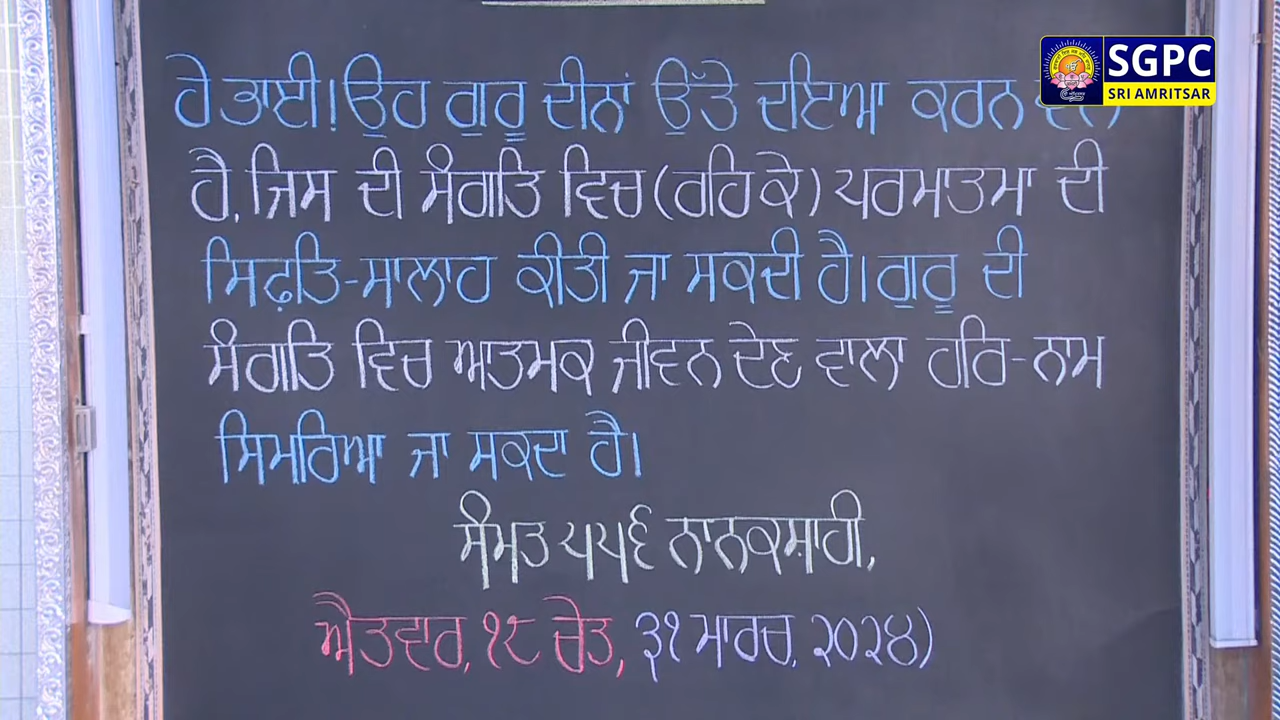 SGPC
SRI AMRITSAR
ਹੇ ਭਾਈ! ਉਹ ਗੁਰੂ ਦੀਨਾਂ ਉੱਤੇ ਦਇਆ ਕਰਨ
ਹੈ, ਜਿਸ ਦੀ ਸੰਗਤਿ ਵਿਚ (ਰਹਿ ਕੇ) ਪਰਮਾਤਮਾ ਦੀ
ਸਿਫ਼ਤਿ-ਸਾਲਾਹ ਕੀਤੀ ਜਾ ਸਕਦੀ ਹੈ। ਗੁਰੂ ਦੀ
ਸੰਗਤਿ ਵਿਚ ਆਤਮਕ ਜੀਵਨ ਦੇਣ ਵਾਲਾ ਹਰਿ-ਨਾਮ
ਸਿਮਰਿਆ ਜਾ ਸਕਦਾ ਹੈ।
ਸੰਮਤ ੫੫੬ ਨਾਨਕਸ਼ਾਹੀ,
ਐਤਵਾਰ, ੧੮ ਚੇਤ, ੩੧ ਮਾਰਚ, ੨੦੨੪)